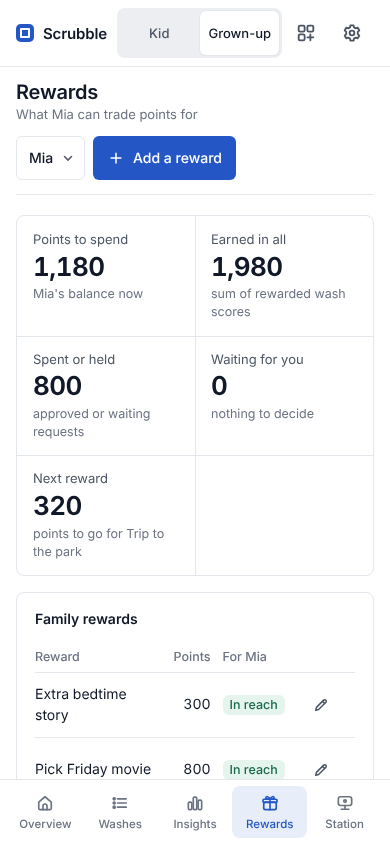 Scrubble
Kid
Grown-up
Rewards
What Mia can trade points for
Mia
Add a reward
Points to spend
1,180
Mia's balance now
Earned in all
1,980
sum of rewarded wash
scores
Spent or held
800
approved or waiting
requests
Waiting for you
0
nothing to decide
Next reward
320
points to go for Trip to
the park
Family rewards
Reward Points For Mia
Extra bedtime
story
300 In reach
Pick Friday movie 800 In reach
Overview Washes Insights Rewards Station